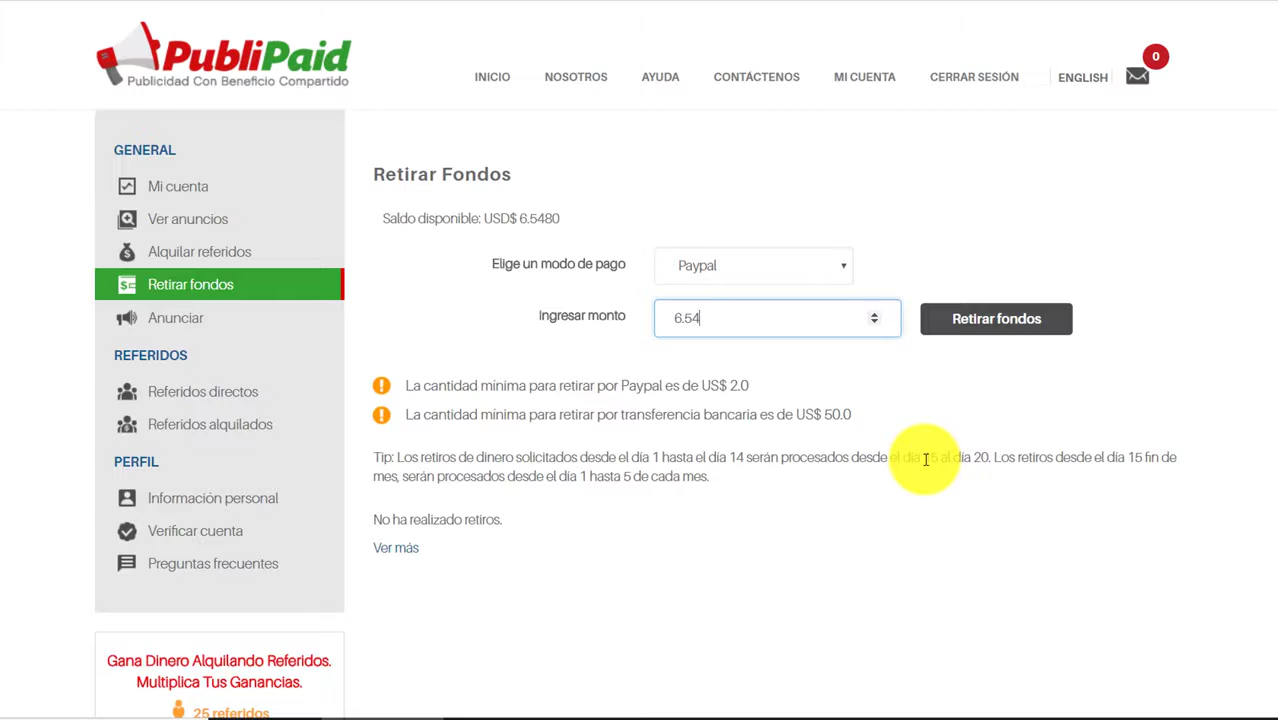 PubliPaid
Publicidad Con Beneficio Compartido
INICIO NOSOTROS AYUDA CONTÁCTENOS MI CUENTA CERRAR SESIÓN ENGLISH 0
GENERAL
Mi cuenta
Ver anuncios
Alquilar referidos
Retirar fondos
Anunciar
REFERIDOS
Referidos directos
Referidos alquilados
PERFIL
Información personal
Verificar cuenta
Preguntas frecuentes
Gana Dinero Alquilando Referidos.
Multiplica Tus Ganancias.
25 referidos
Retirar Fondos
Saldo disponible: USD$ 6.5480
Elige un modo de pago Paypal
Ingresar monto 6.54 Retirar fondos
La cantidad mínima para retirar por Paypal es de US$ 2.0
La cantidad mínima para retirar por transferencia bancaria es de US$ 50.0
Tip: Los retiros de dinero solicitados desde el día 1 hasta el día 14 serán procesados desde el día 15 al día 20. Los retiros desde el día 15 fin de
mes, serán procesados desde el día 1 hasta 5 de cada mes.
No ha realizado retiros.
Ver más